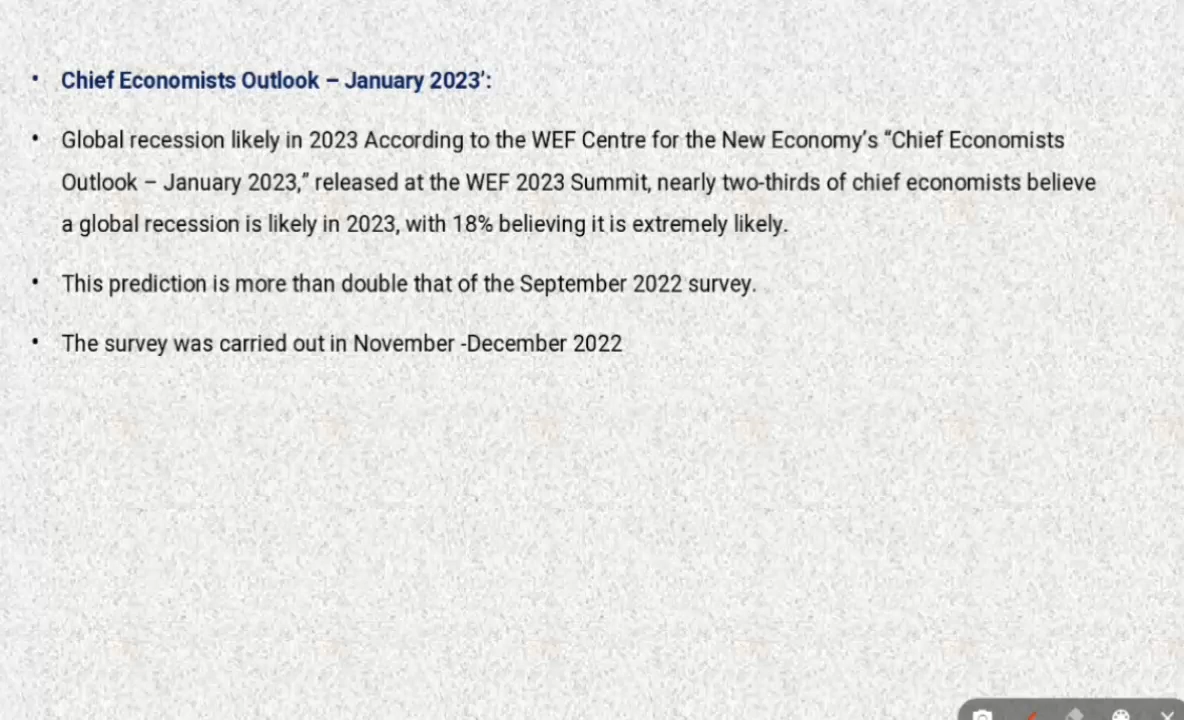 • Chief Economists Outlook – January 2023’:
• Global recession likely in 2023 According to the WEF Centre for the New Economy’s “Chief Economists
Outlook – January 2023,” released at the WEF 2023 Summit, nearly two-thirds of chief economists believe
a global recession is likely in 2023, with 18% believing it is extremely likely.
• This prediction is more than double that of the September 2022 survey.
• The survey was carried out in November -December 2022